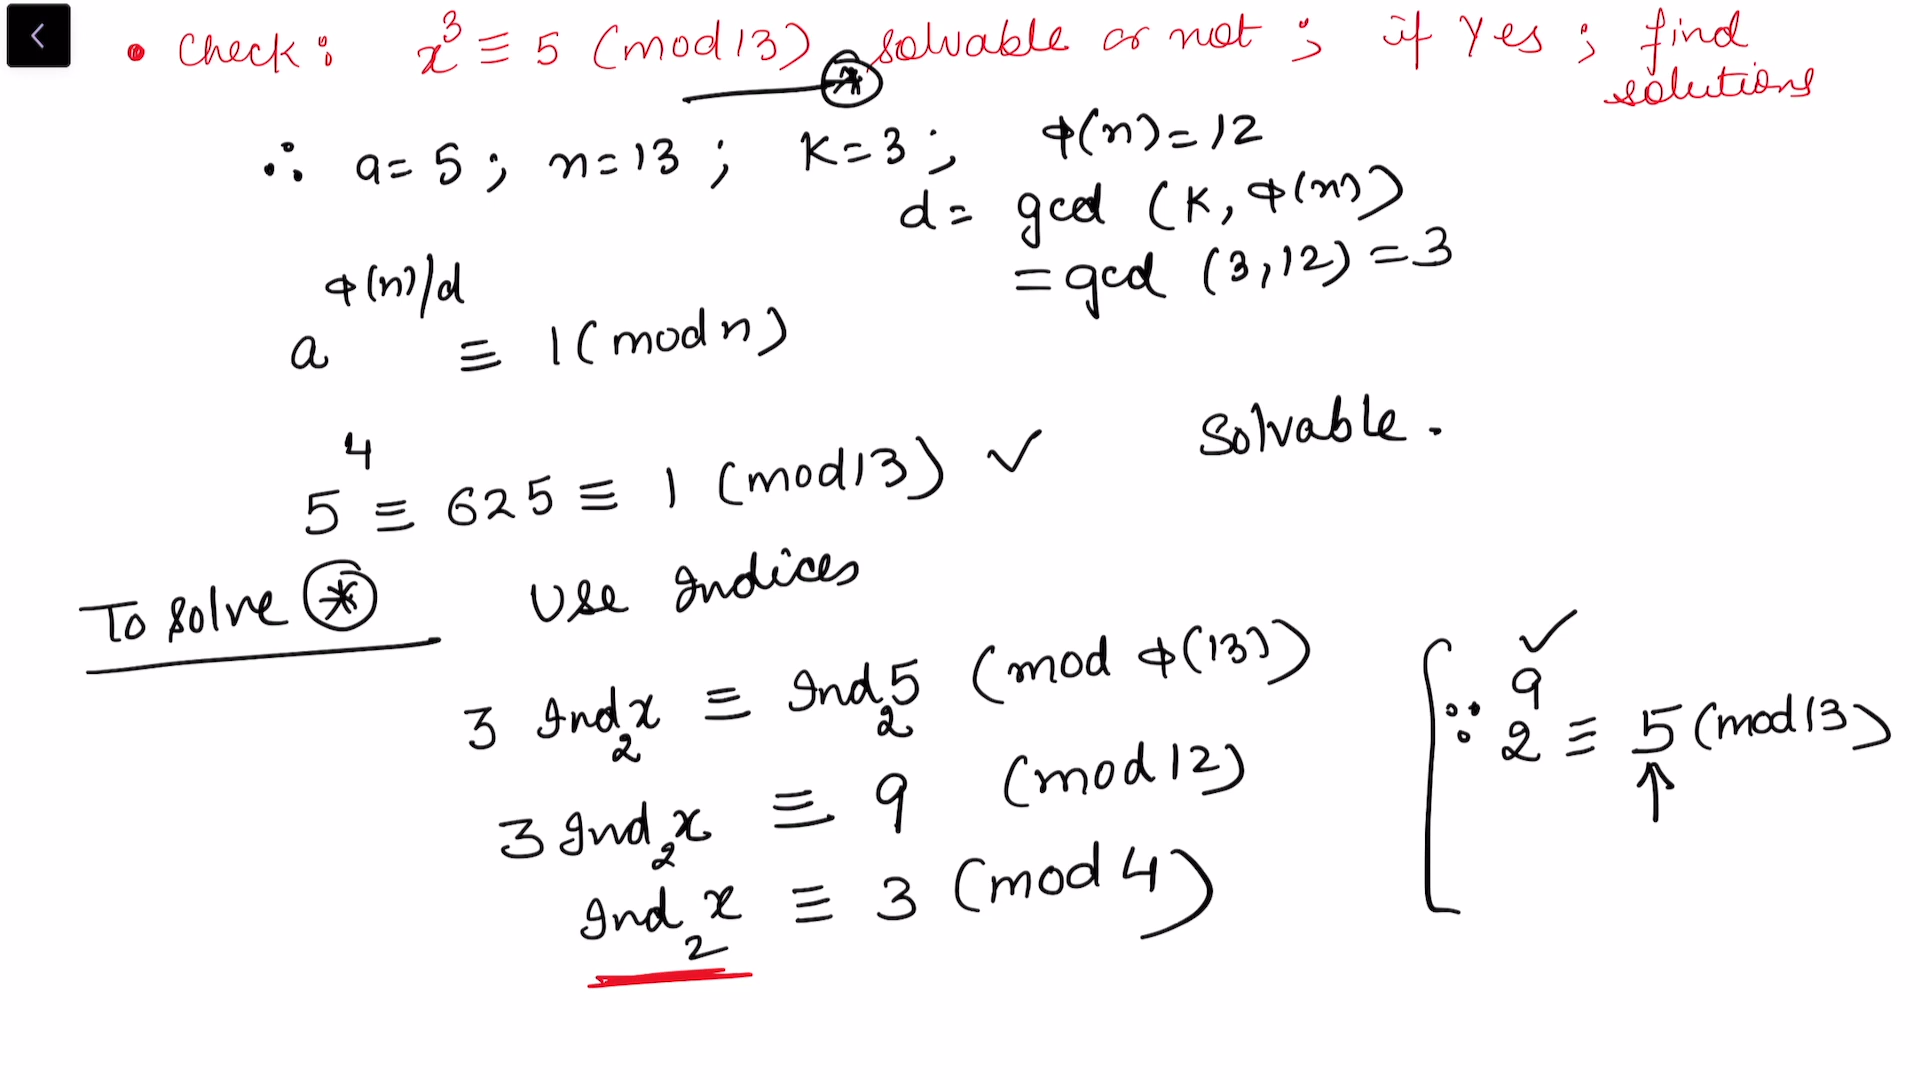 • Check : x³ ≡ 5 (mod 13) ⊛ solvable or not ; if Yes ; find
solutions
∴ a = 5 ; n = 13 ; K = 3 ; φ(n) = 12
d = gcd (K, φ(n))
= gcd (3, 12) = 3
a^φ(n)/d ≡ 1 (mod n)
5⁴ ≡ 625 ≡ 1 (mod 13) ✓ Solvable .
To solve ⊛ Use Indices
3 Ind₂x ≡ Ind₂5 (mod φ(13))
[ ∵ 2⁹ ≡ 5 (mod 13) ✓ ↑
3 Ind₂x ≡ 9 (mod 12)
Ind₂x ≡ 3 (mod 4)